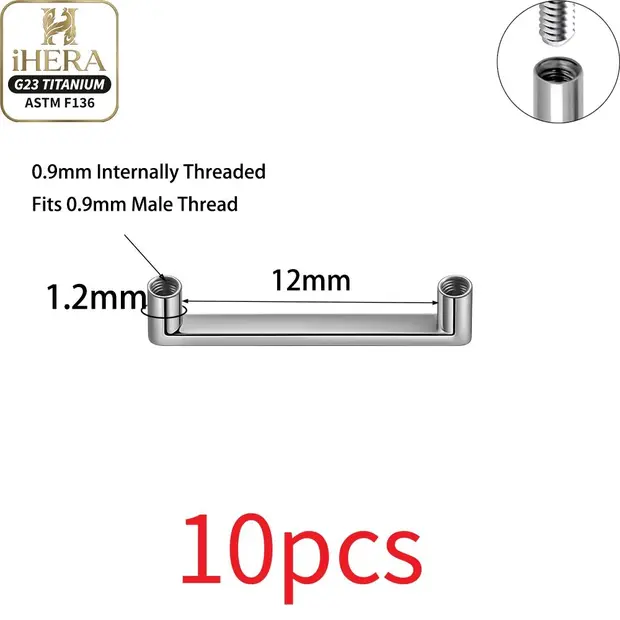 iHERA
G23 TITANIUM
ASTM F136
0.9mm Internally Threaded
Fits 0.9mm Male Thread
12mm
1.2mm
10pcs